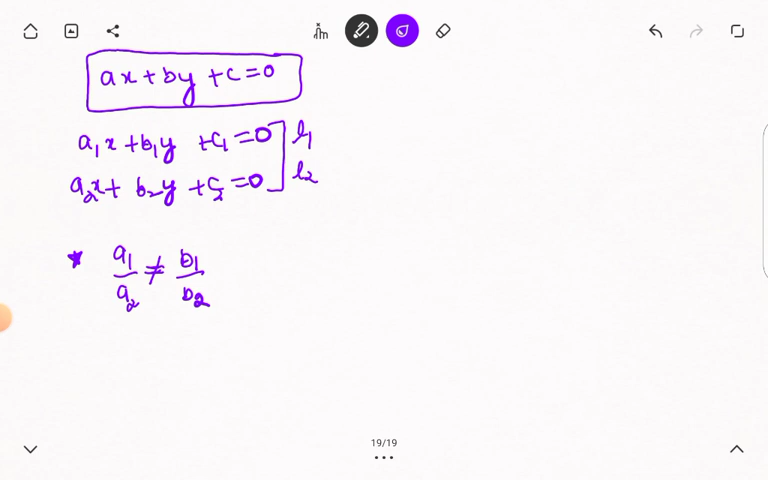 ax+by+c=0
a₁x+b₁y+c₁=0 l₁
a₂x+b₂y+c₂=0 l₂
* a₁/a₂ ≠ b₁/b₂
19/19